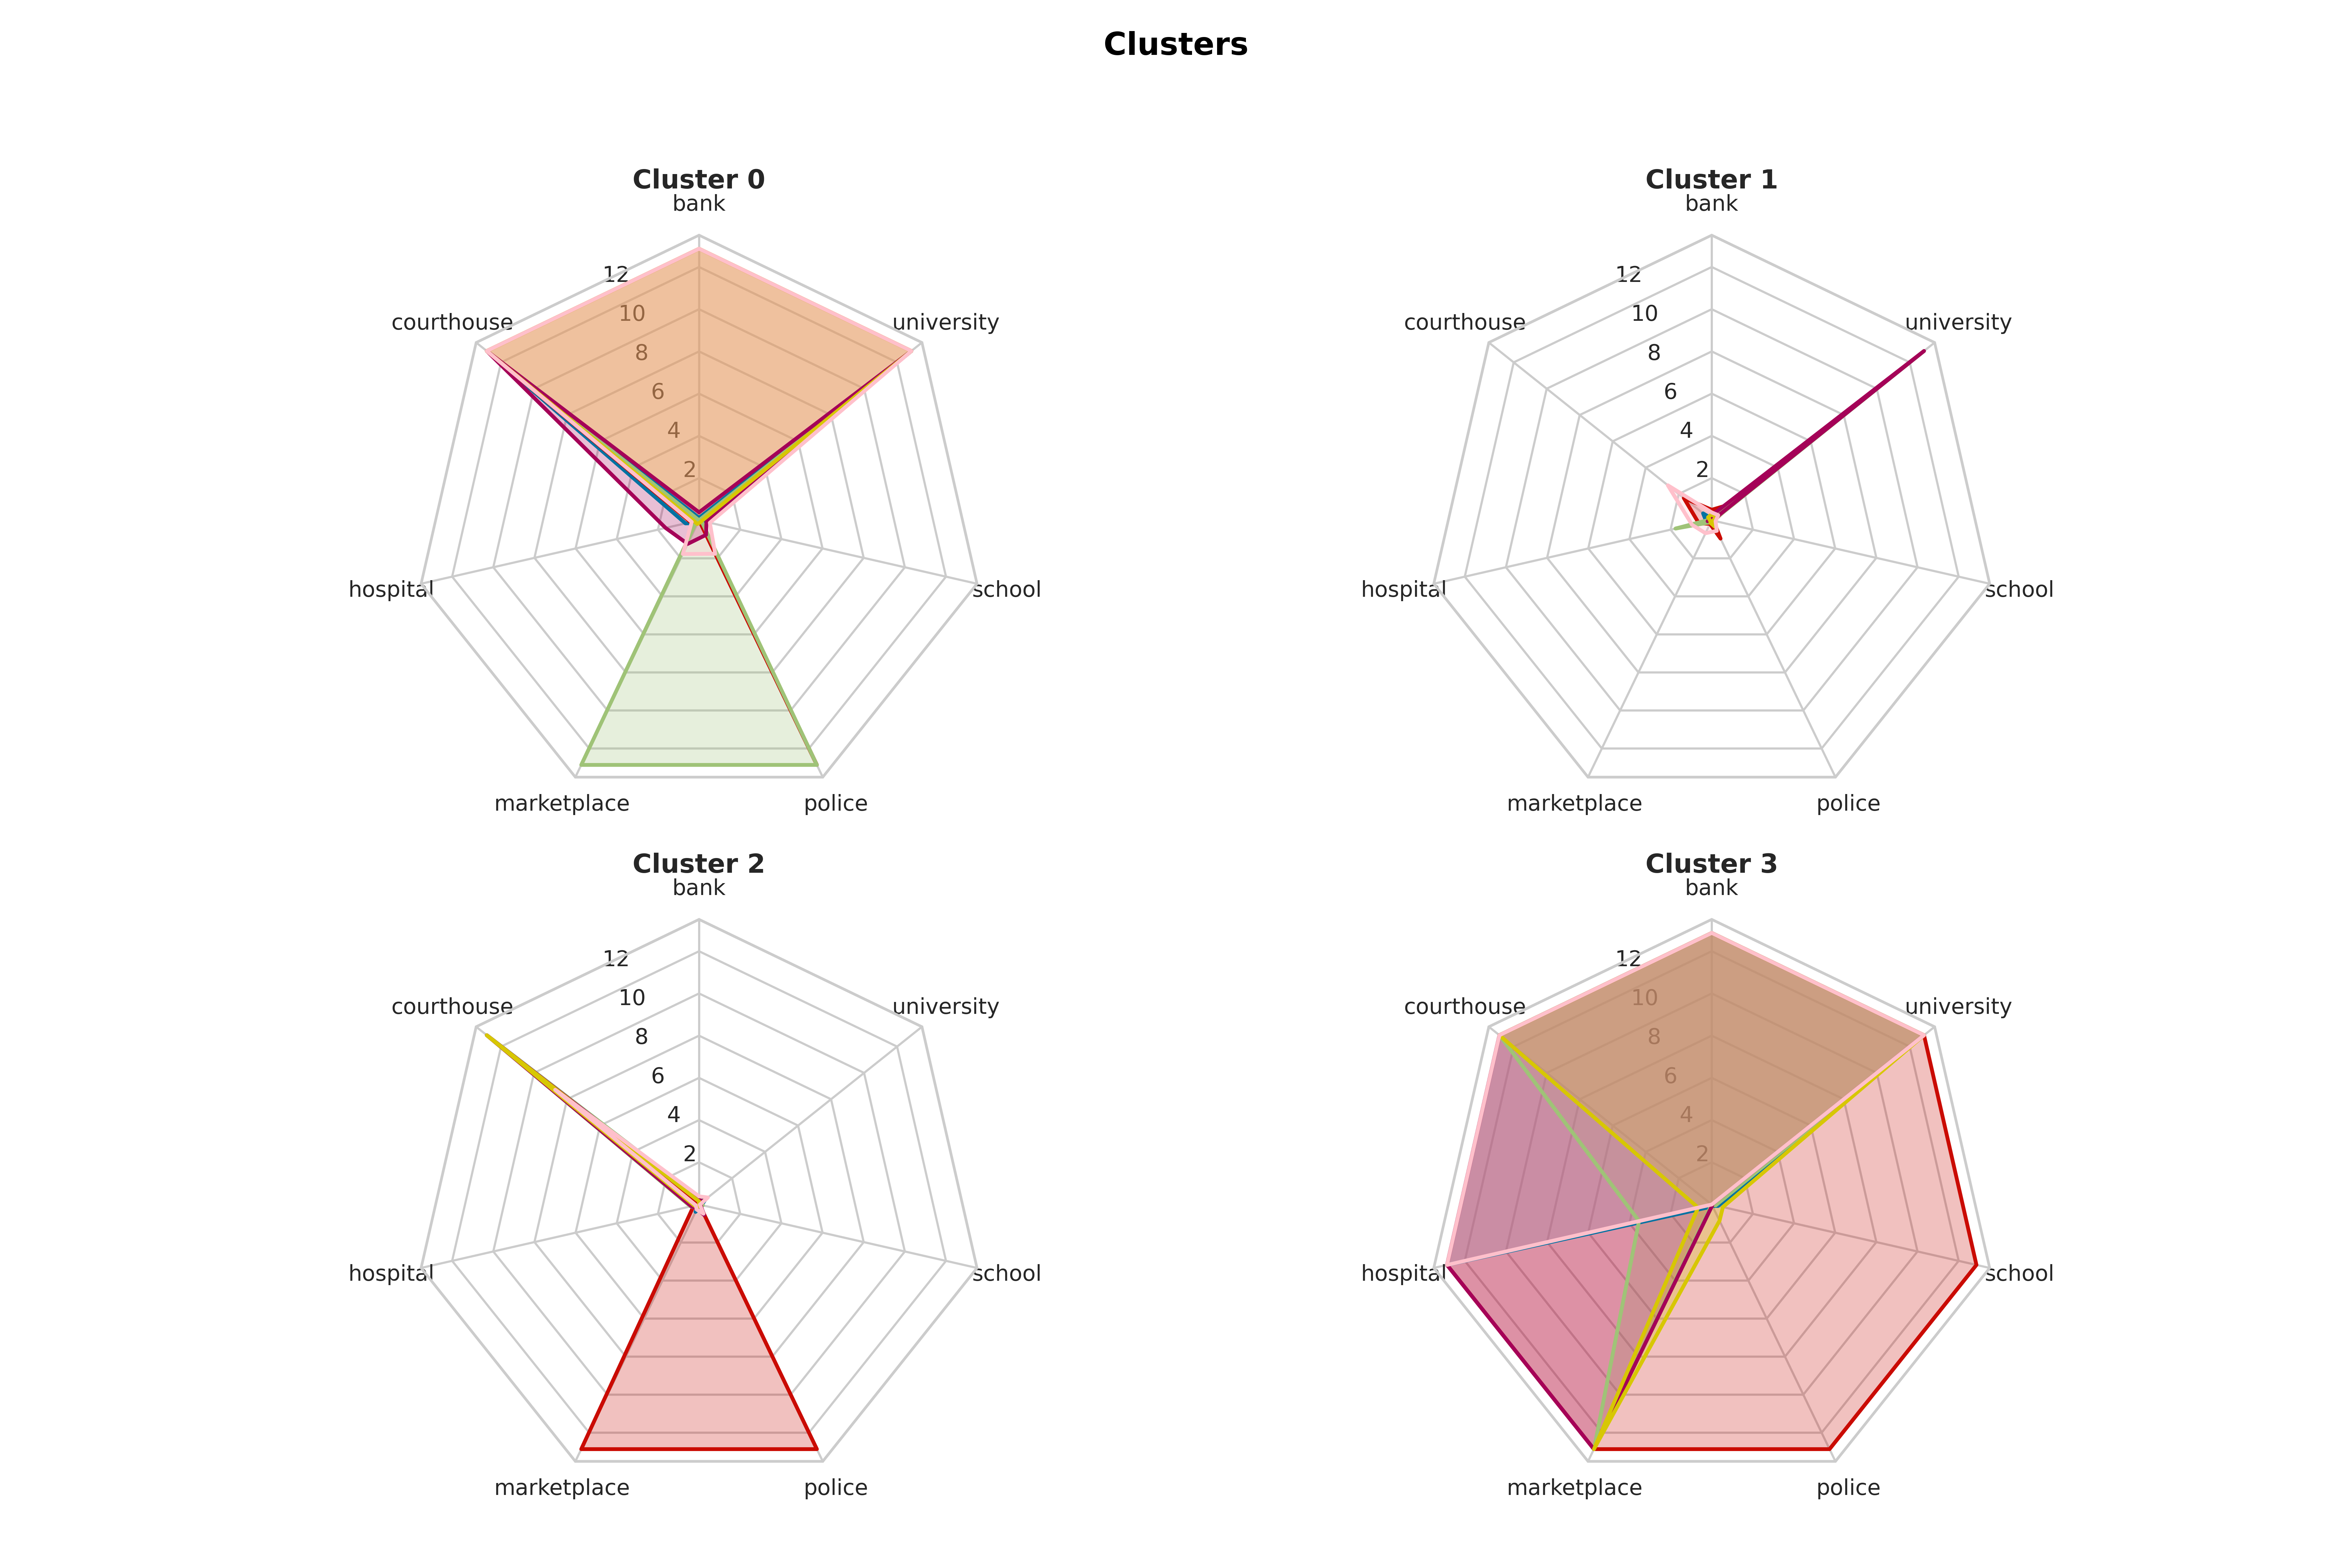 Clusters
Cluster 0
bank
12
courthouse
10
university
8
6
4
2
hospital
school
marketplace
police
Cluster 1
bank
12
courthouse
10
university
8
6
4
2
hospital
school
marketplace
police
Cluster 2
bank
12
courthouse
10
university
8
6
4
2
hospital
school
marketplace
police
Cluster 3
bank
12
courthouse
10
university
8
6
4
2
hospital
school
marketplace
police